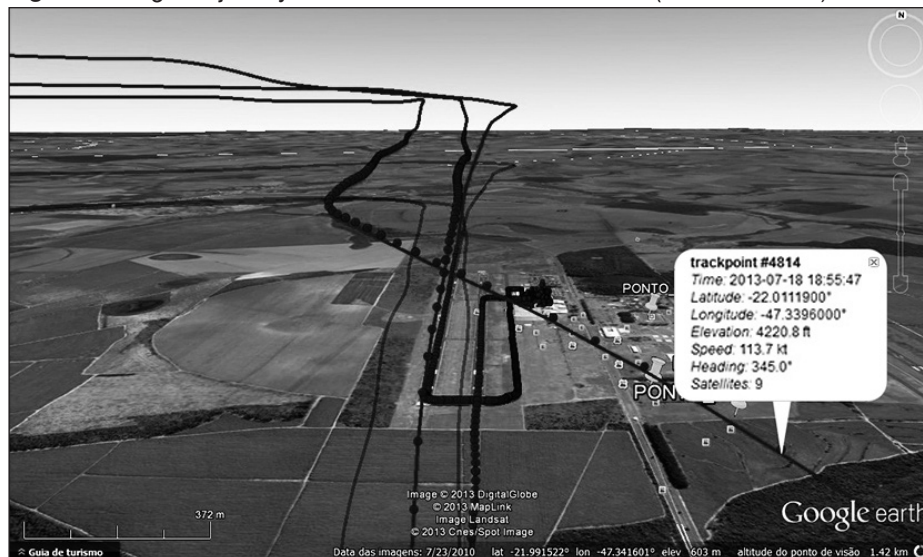 N
trackpoint #4814
Time: 2013-07-18 18:55:47
Latitude: -22.0111900°
Longitude: -47.3396000°
Elevation: 4220.8 ft
Speed: 113.7 kt
Heading: 345.0°
Satellites: 9
PONTO
PONT
Image © 2013 DigitalGlobe
© 2013 MapLink
Image Landsat
© 2013 Cnes/Spot Image
372 m
Google earth
Guia de turismo
Data das imagens: 7/23/2010 lat -21.991522° lon -47.341601° elev 603 m altitude do ponto de visão 1.42 km